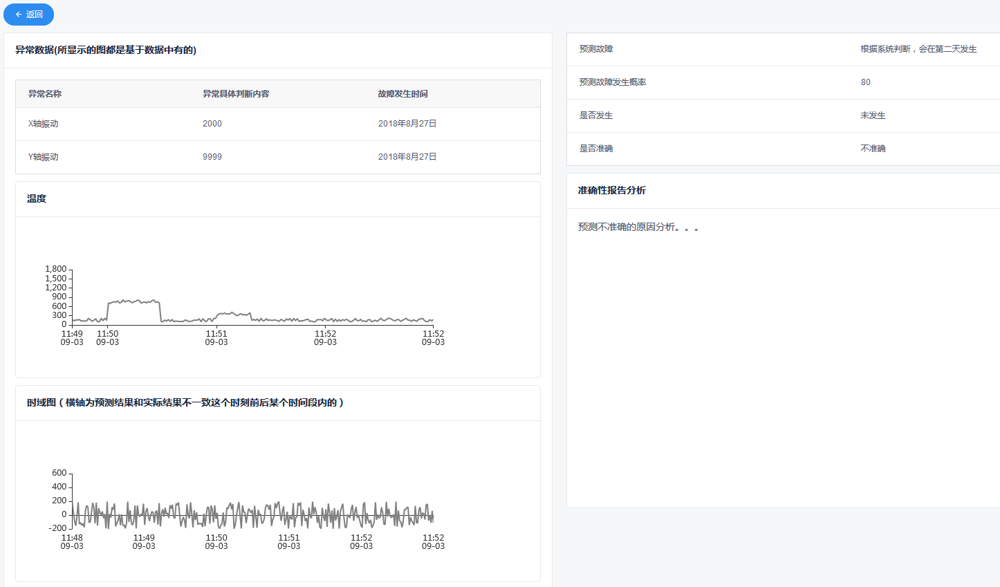 ← 返回
异常数据(所显示的图都是基于数据中有的)
异常名称 异常具体判断内容 故障发生时间
X轴振动 2000 2018年8月27日
Y轴振动 9999 2018年8月27日
温度
1,800
1,500
1,200
900
600
300
0
11:49 11:50 11:51 11:52 11:52
09-03 09-03 09-03 09-03 09-03
时域图（横轴为预测结果和实际结果不一致这个时刻前后某个时间段内的）
600
400
200
0
-200
11:48 11:49 11:50 11:51 11:52 11:52
09-03 09-03 09-03 09-03 09-03 09-03
预测故障 根据系统判断，会在第二天发生
预测故障发生概率 80
是否发生 未发生
是否准确 不准确
准确性报告分析
预测不准确的原因分析。。。